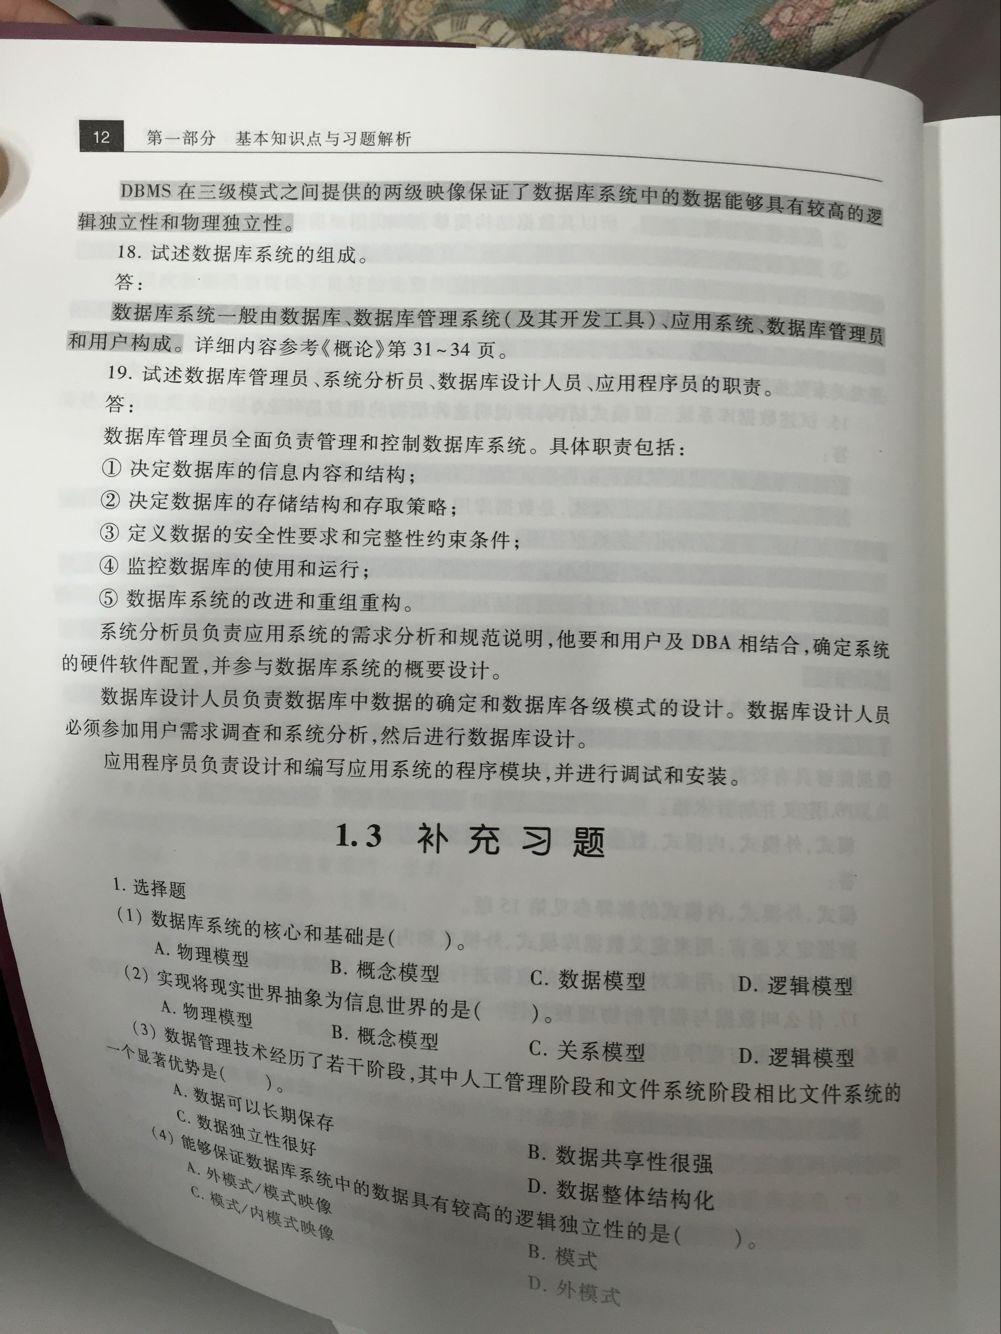 12 第一部分 基本知识点与习题解析
DBMS 在三级模式之间提供的两级映像保证了数据库系统中的数据能够具有较高的逻
辑独立性和物理独立性。
18. 试述数据库系统的组成。
答:
数据库系统一般由数据库、数据库管理系统(及其开发工具)、应用系统、数据库管理员
和用户构成。详细内容参考《概论》第 31~34 页。
19. 试述数据库管理员、系统分析员、数据库设计人员、应用程序员的职责。
答:
数据库管理员全面负责管理和控制数据库系统。具体职责包括:
① 决定数据库的信息内容和结构;
② 决定数据库的存储结构和存取策略;
③ 定义数据的安全性要求和完整性约束条件;
④ 监控数据库的使用和运行;
⑤ 数据库系统的改进和重组重构。
系统分析员负责应用系统的需求分析和规范说明,他要和用户及 DBA 相结合,确定系统
的硬件软件配置,并参与数据库系统的概要设计。
数据库设计人员负责数据库中数据的确定和数据库各级模式的设计。数据库设计人员
必须参加用户需求调查和系统分析,然后进行数据库设计。
应用程序员负责设计和编写应用系统的程序模块,并进行调试和安装。
1.3 补充习题
1. 选择题
(1) 数据库系统的核心和基础是( )。
A. 物理模型 B. 概念模型 C. 数据模型 D. 逻辑模型
(2) 实现将现实世界抽象为信息世界的是( )。
A. 物理模型 B. 概念模型 C. 关系模型 D. 逻辑模型
(3) 数据管理技术经历了若干阶段,其中人工管理阶段和文件系统阶段相比文件系统的
一个显著优势是( )。
A. 数据可以长期保存 B. 数据共享性很强
C. 数据独立性很好 D. 数据整体结构化
(4) 能够保证数据库系统中的数据具有较高的逻辑独立性的是( )。
A. 外模式/模式映像 B. 模式
C. 模式/内模式映像 D. 外模式